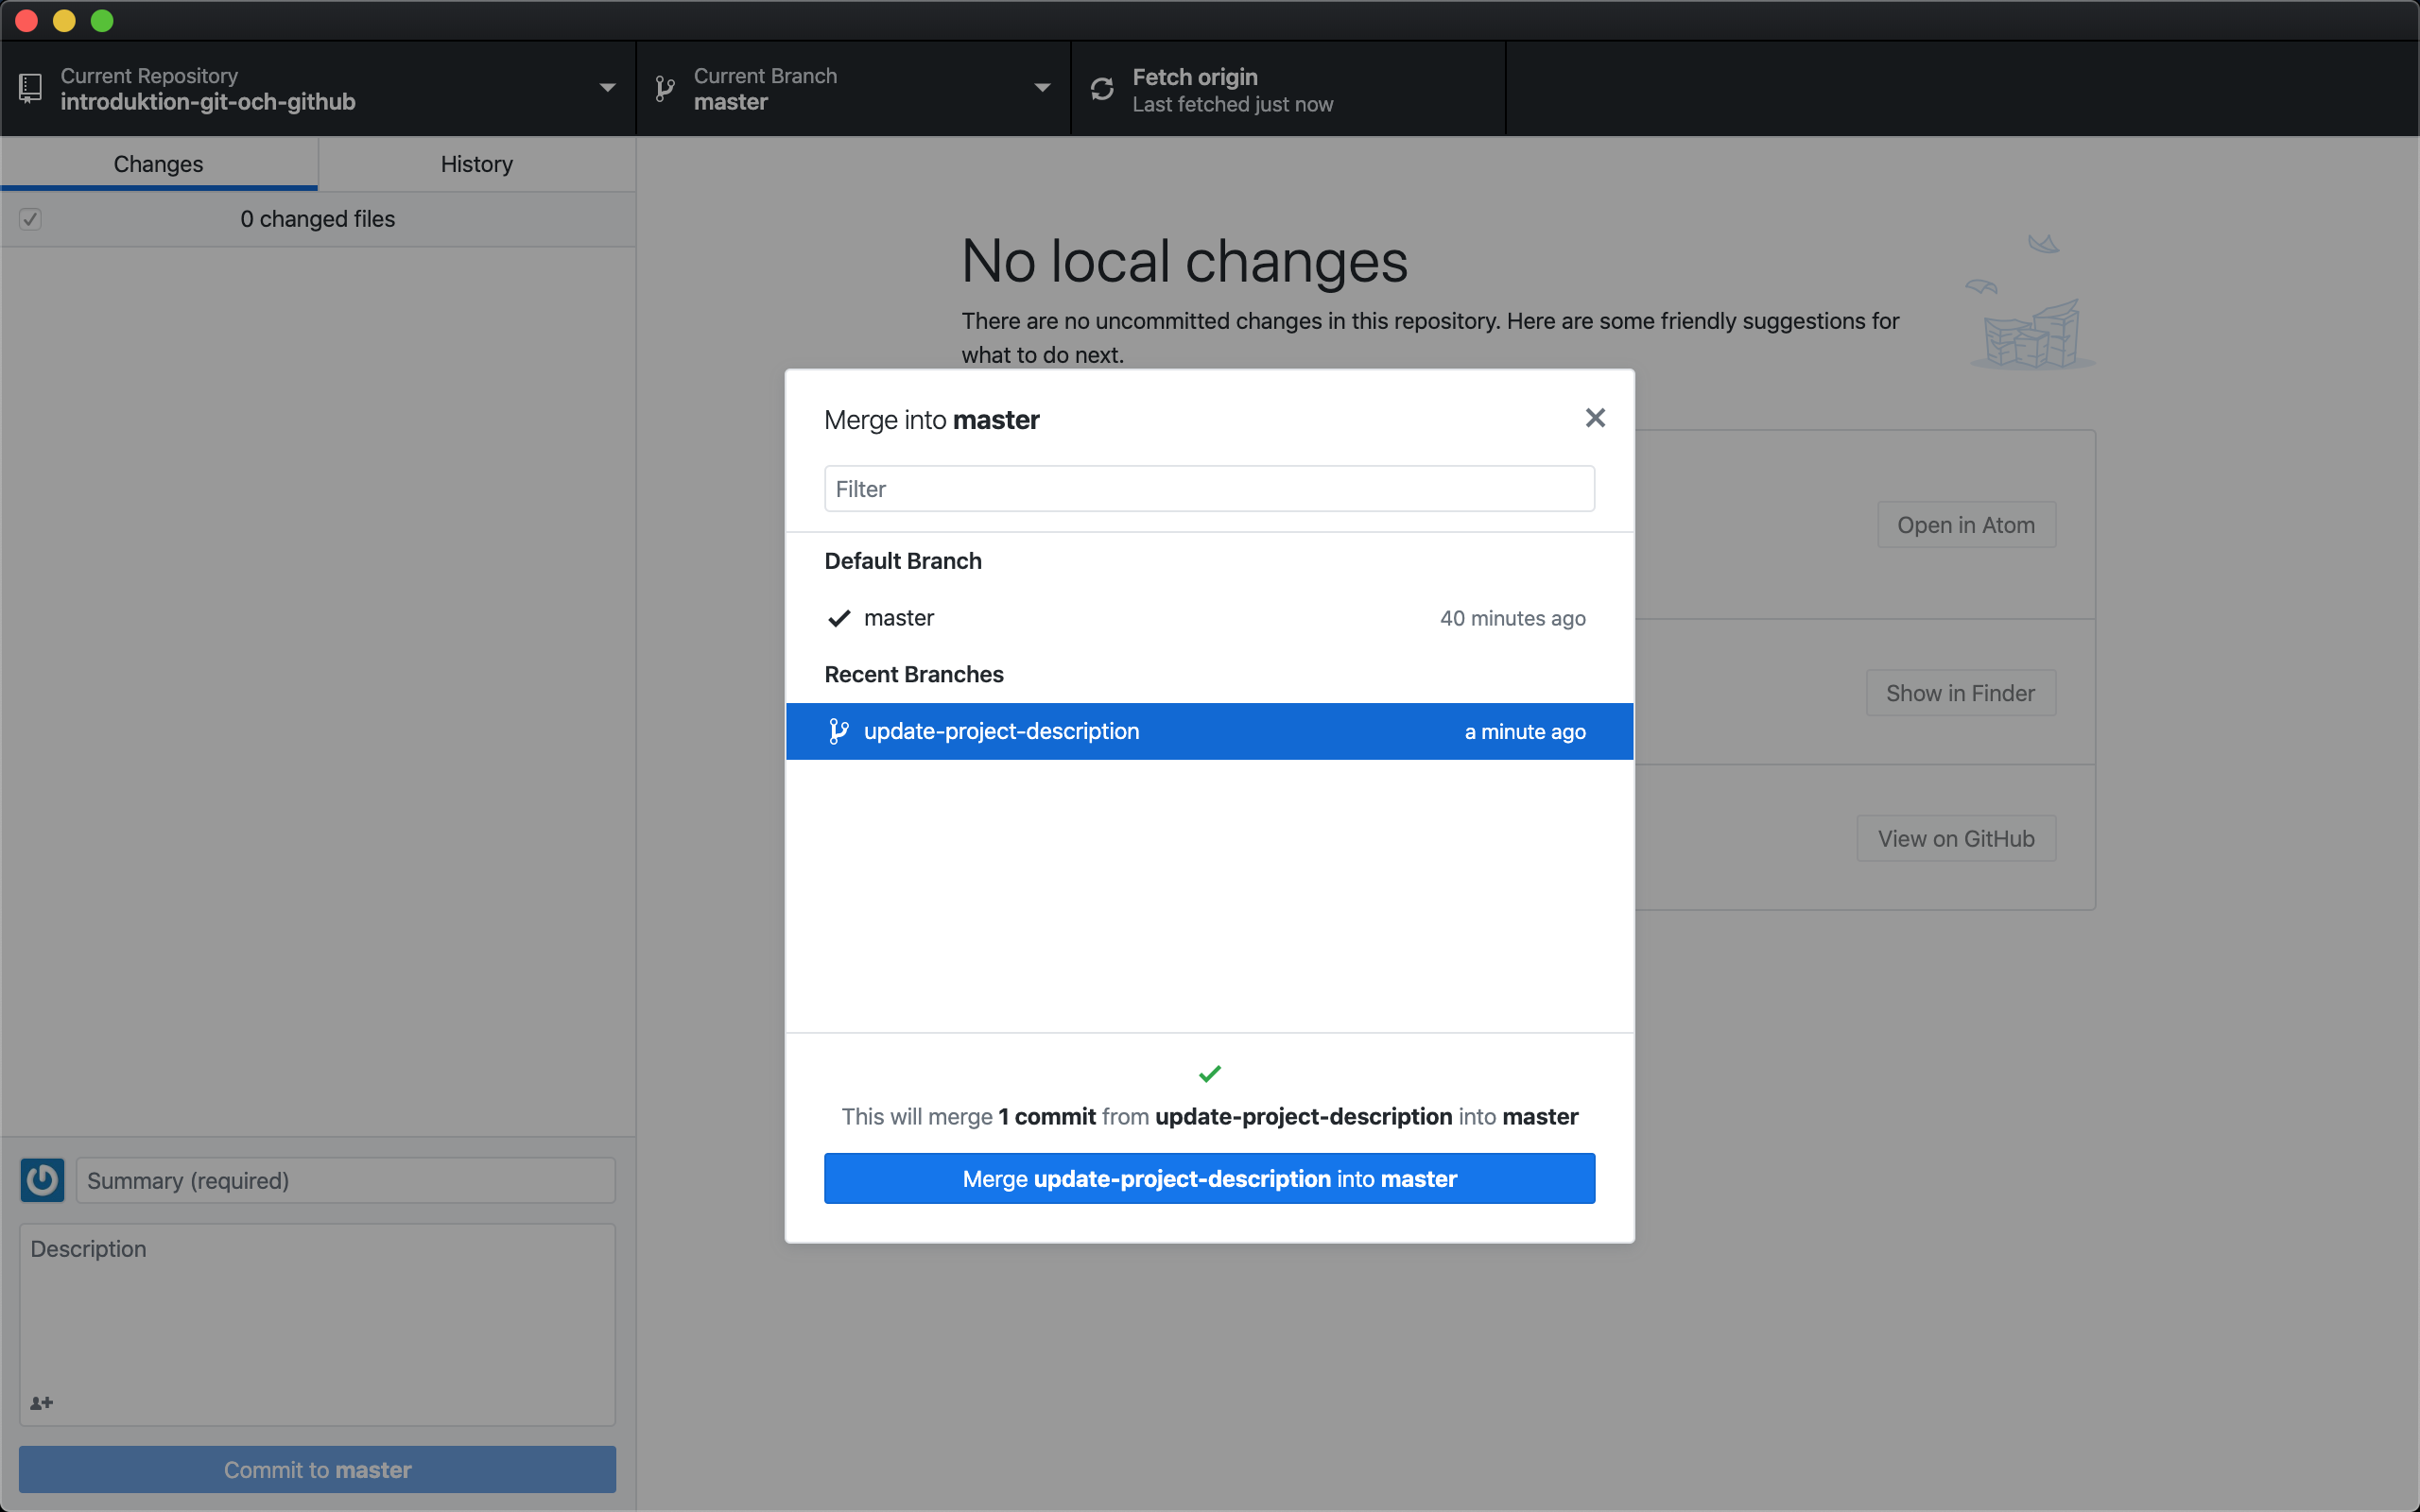 Current Repository
introduktion-git-och-github
Current Branch
master
Fetch origin
Last fetched just now
Changes
History
0 changed files
No local changes
There are no uncommitted changes in this repository. Here are some friendly suggestions for
what to do next.
Merge into master
Filter
Default Branch
master
40 minutes ago
Recent Branches
update-project-description
a minute ago
Open in Atom
Show in Finder
View on GitHub
This will merge 1 commit from update-project-description into master
Merge update-project-description into master
Summary (required)
Description
Commit to master